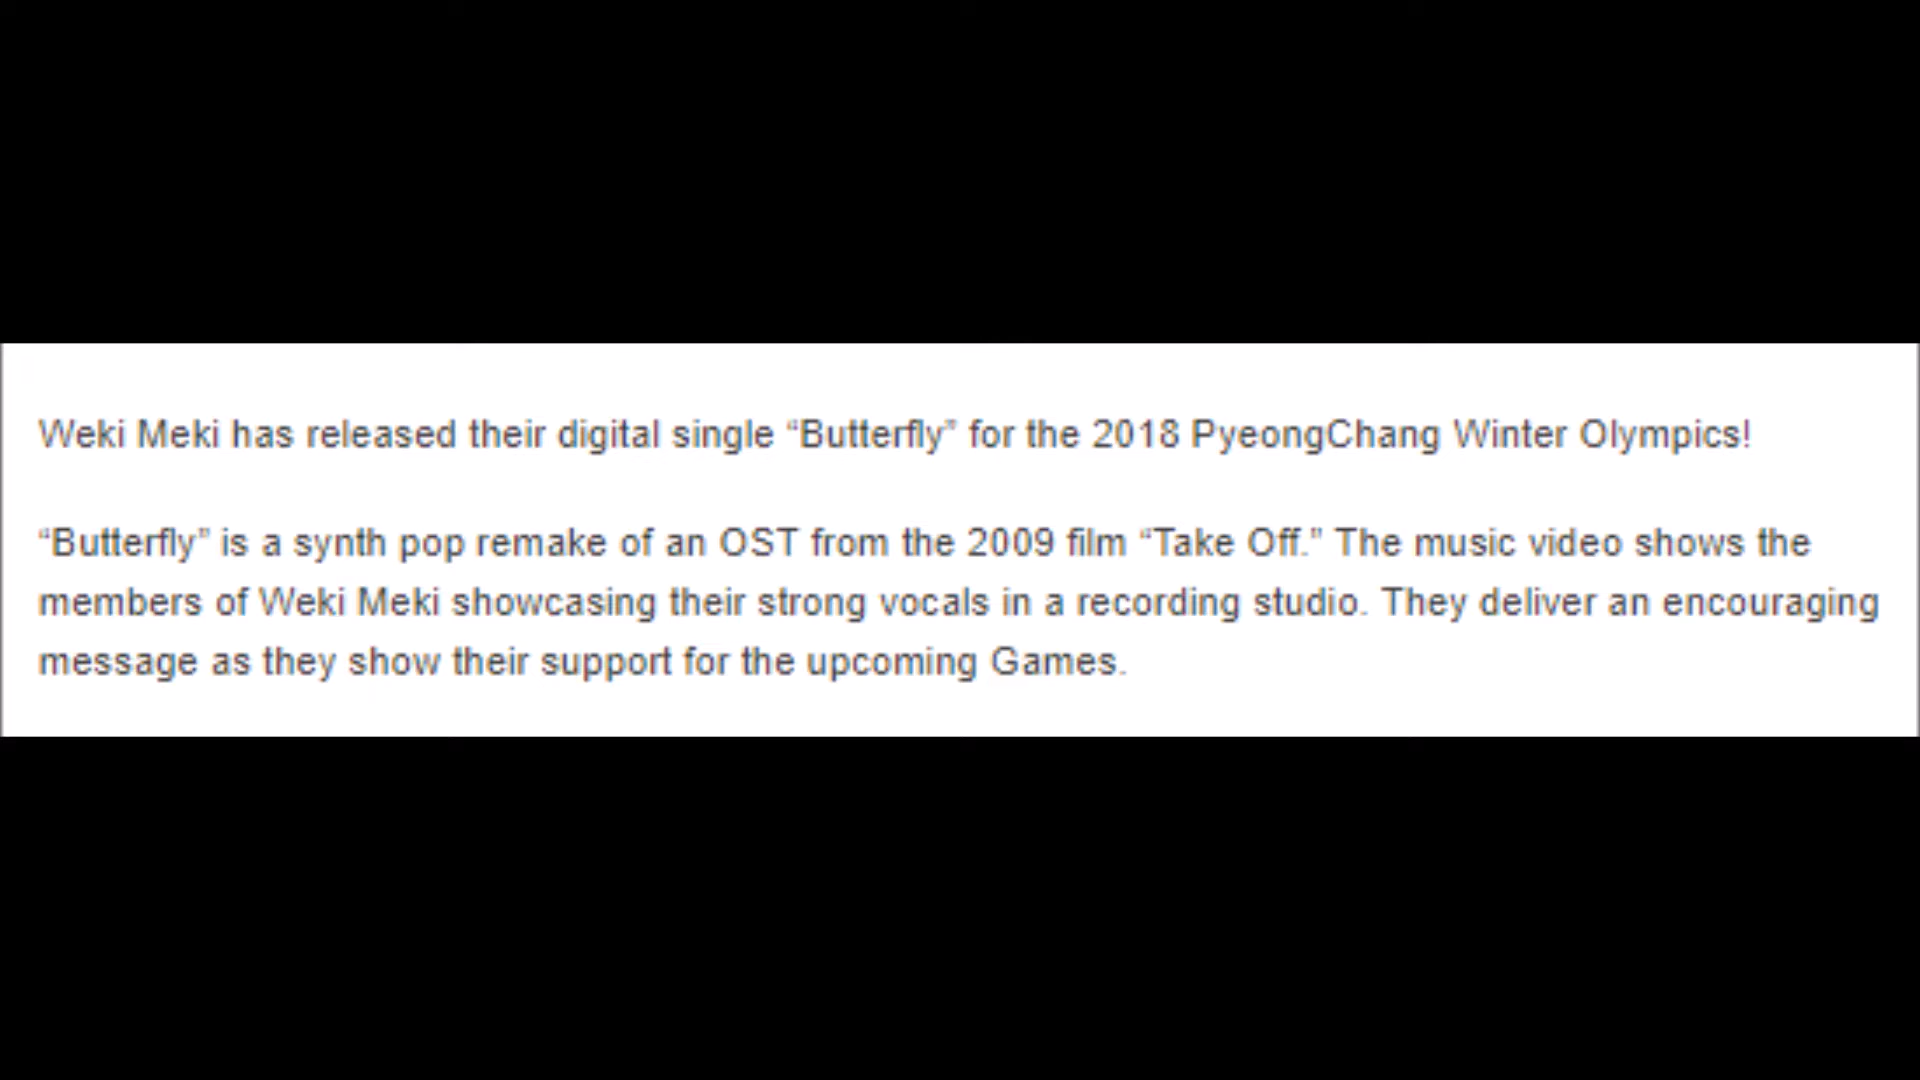 Weki Meki has released their digital single “Butterfly” for the 2018 PyeongChang Winter Olympics!
“Butterfly” is a synth pop remake of an OST from the 2009 film “Take Off.” The music video shows the
members of Weki Meki showcasing their strong vocals in a recording studio. They deliver an encouraging
message as they show their support for the upcoming Games.